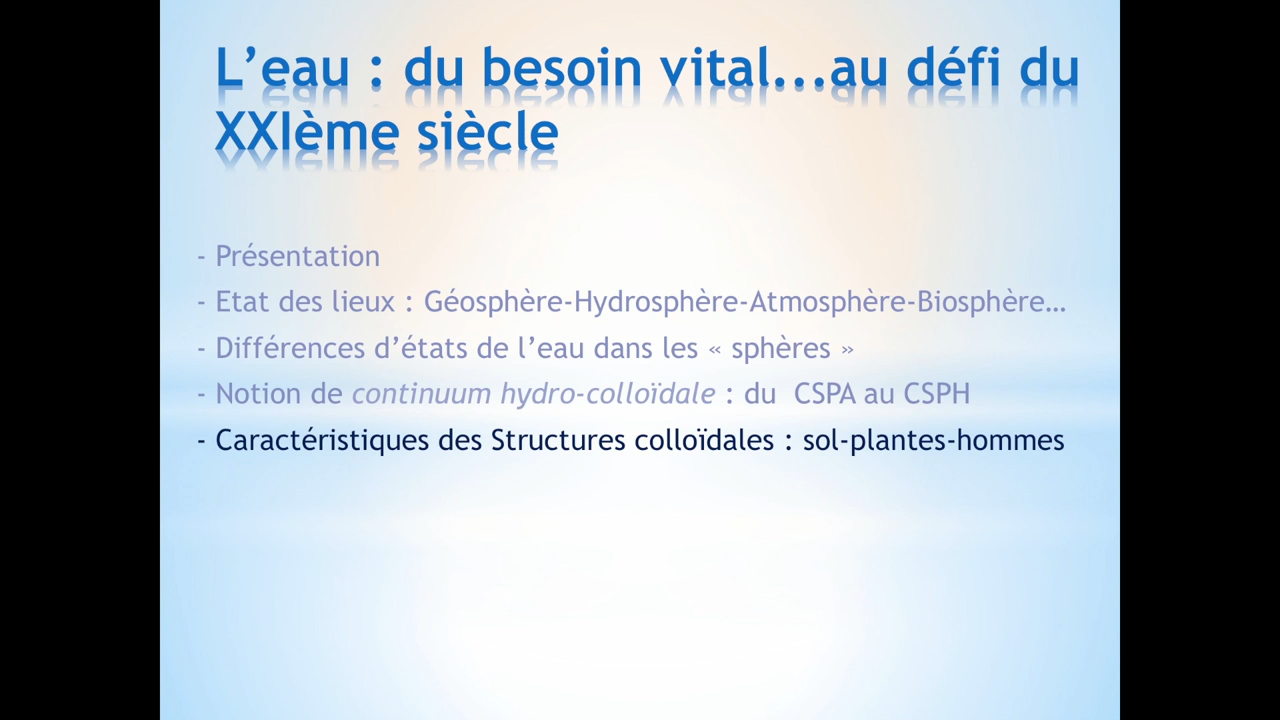 L’eau : du besoin vital...au défi du
XXIème siècle
- Présentation
- Etat des lieux : Géosphère-Hydrosphère-Atmosphère-Biosphère…
- Différences d’états de l’eau dans les « sphères »
- Notion de continuum hydro-colloïdale : du  CSPA au CSPH
- Caractéristiques des Structures colloïdales : sol-plantes-hommes